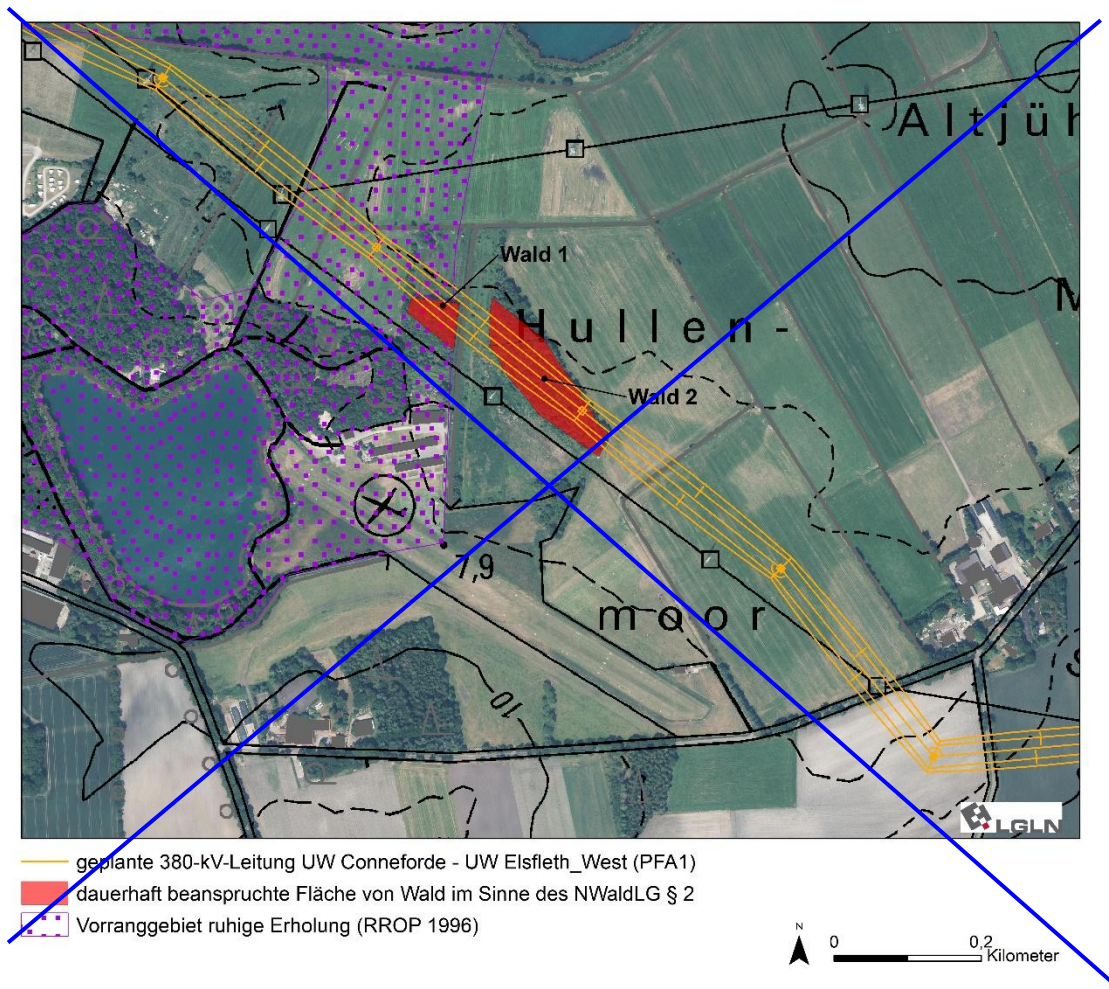 Altjüh
Wald 1
M
Hullen-
Wald 2
7,9
moor
10
S
LGLN
geplante 380-kV-Leitung UW Conneforde - UW Elsfleth_West (PFA1)
dauerhaft beanspruchte Fläche von Wald im Sinne des NWaldLG § 2
Vorranggebiet ruhige Erholung (RROP 1996)
N
0 0,2
Kilometer